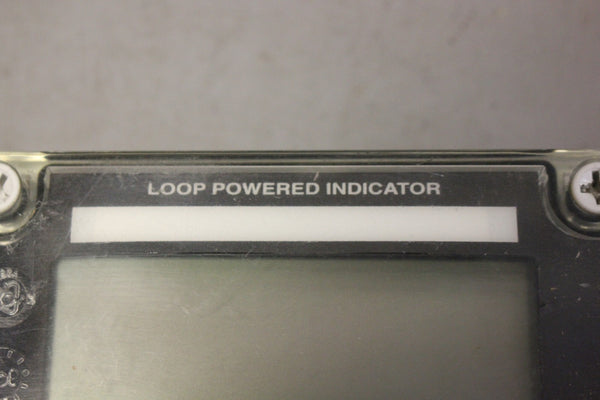 LOOP POWERED INDICATOR